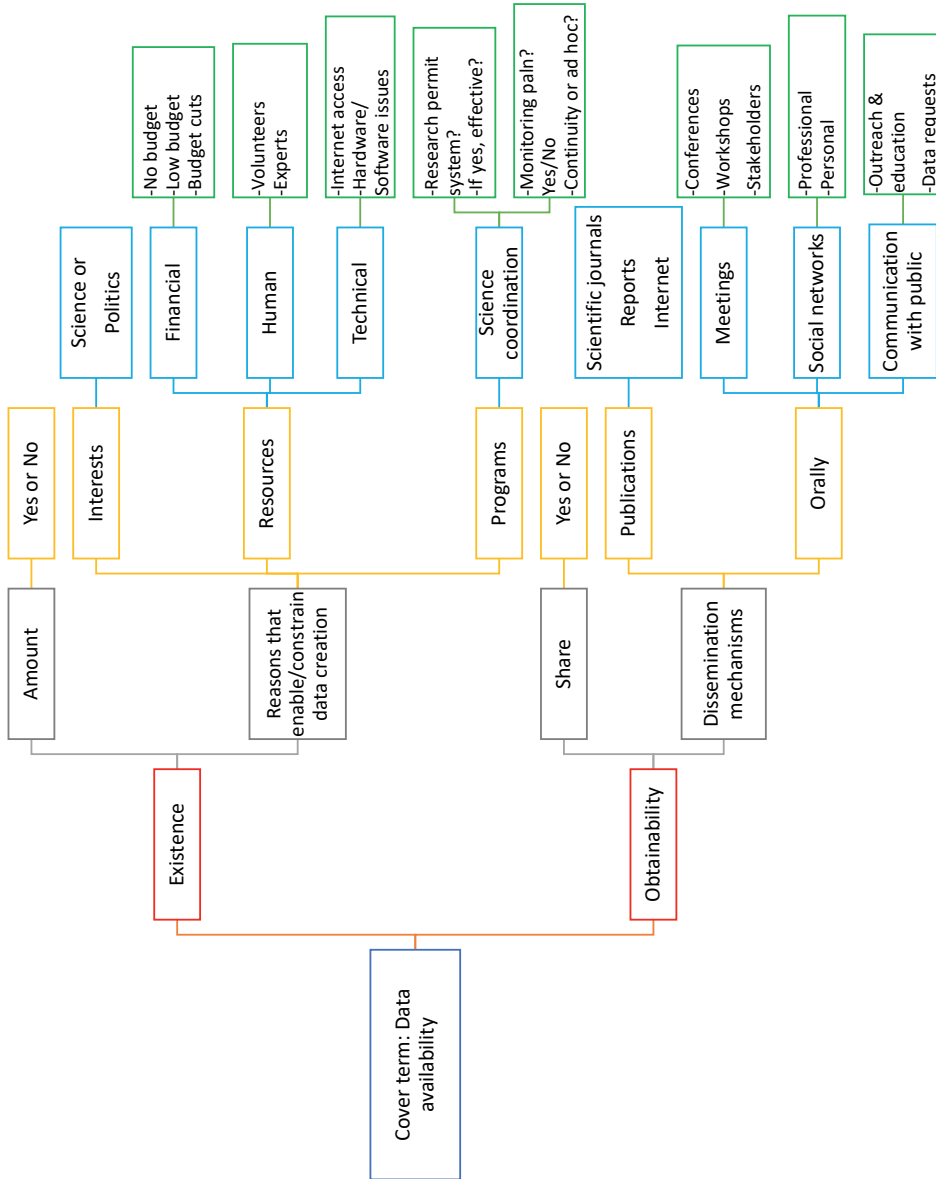 Cover term: Data
availability
Existence
Obtainability
Amount
Reasons that
enable/constrain
data creation
Share
Dissemination
mechanisms
Yes or No
Interests
Resources
Programs
Yes or No
Publications
Orally
Science or
Politics
Financial
Human
Technical
Science
coordination
Scientific journals
Reports
Internet
Meetings
Social networks
Communication
with public
-No budget
-Low budget
-Budget cuts
-Volunteers
-Experts
-Internet access
-Hardware/
Software issues
-Research permit
system?
-If yes, effective?
-Monitoring paln?
Yes/No
-Continuity or ad hoc?
-Conferences
-Workshops
-Stakeholders
-Professional
-Personal
-Outreach &
education
-Data requests